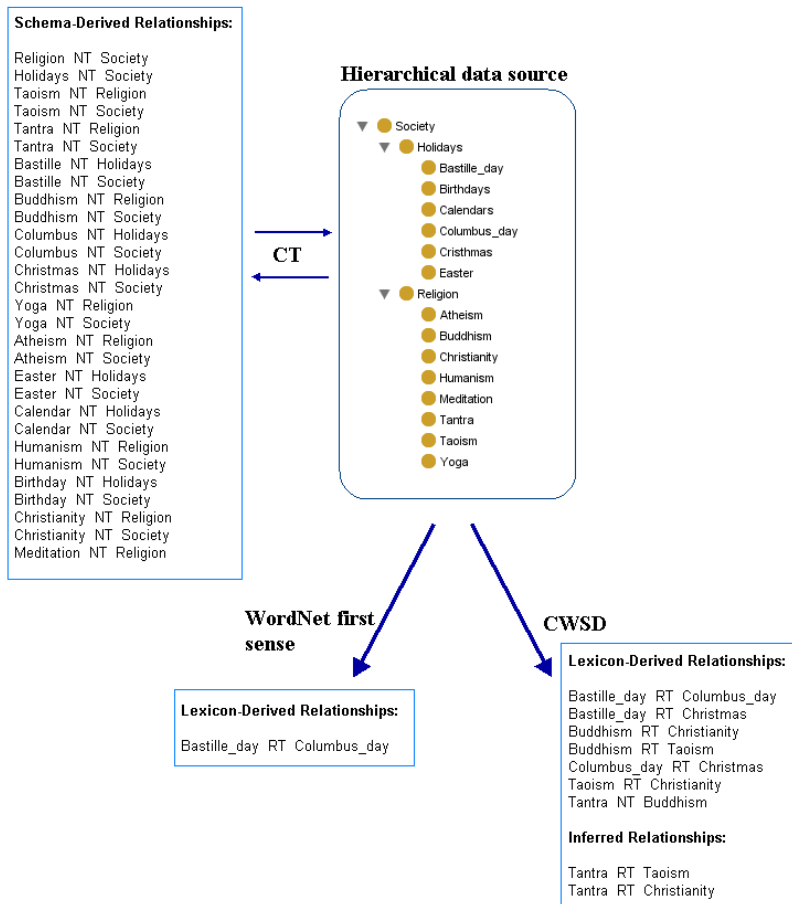 Schema-Derived Relationships:
Religion NT Society
Holidays NT Society
Taoism NT Religion
Taoism NT Society
Tantra NT Religion
Tantra NT Society
Bastille NT Holidays
Bastille NT Society
Buddhism NT Religion
Buddhism NT Society
Columbus NT Holidays
Columbus NT Society
Christmas NT Holidays
Christmas NT Society
Yoga NT Religion
Yoga NT Society
Atheism NT Religion
Atheism NT Society
Easter NT Holidays
Easter NT Society
Calendar NT Holidays
Calendar NT Society
Humanism NT Religion
Humanism NT Society
Birthday NT Holidays
Birthday NT Society
Christianity NT Religion
Christianity NT Society
Meditation NT Religion
CT
Hierarchical data source
Society
Holidays
Bastille_day
Birthdays
Calendars
Columbus_day
Cristhmas
Easter
Religion
Atheism
Buddhism
Christianity
Humanism
Meditation
Tantra
Taoism
Yoga
WordNet first
sense
Lexicon-Derived Relationships:
Bastille_day RT Columbus_day
CWSD
Lexicon-Derived Relationships:
Bastille_day RT Columbus_day
Bastille_day RT Christmas
Buddhism RT Christianity
Buddhism RT Taoism
Columbus_day RT Christmas
Taoism RT Christianity
Tantra NT Buddhism
Inferred Relationships:
Tantra RT Taoism
Tantra RT Christianity